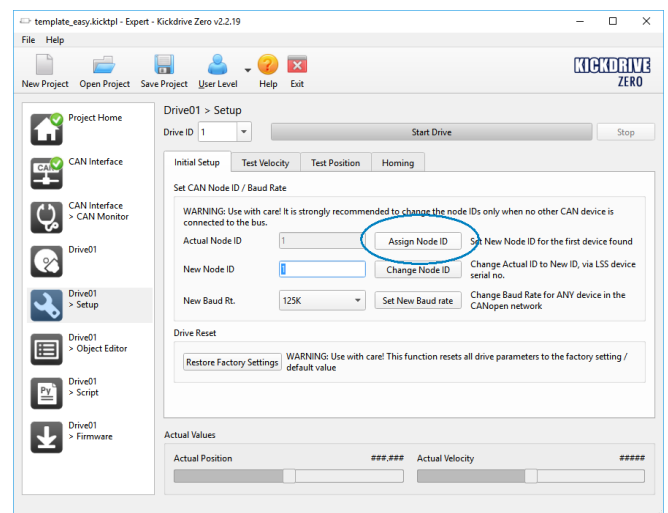 template_easy.kicktpl - Expert - Kickdrive Zero v2.2.19
File Help
New Project Open Project Save Project User Level Help Exit
KICKDRIVE
ZERO
Project Home
CAN Interface
CAN Interface
> CAN Monitor
Drive01
Drive01
> Setup
Drive01
> Object Editor
Drive01
> Script
Drive01
> Firmware
Drive01 > Setup
Drive ID 1 Start Drive Stop
Initial Setup Test Velocity Test Position Homing
Set CAN Node ID / Baud Rate
WARNING: Use with care! It is strongly recommended to change the node IDs only when no other CAN device is
connected to the bus.
Actual Node ID 1 Assign Node ID Set New Node ID for the first device found
New Node ID 1 Change Node ID Change Actual ID to New ID, via LSS device
serial no.
New Baud Rt. 125K Set New Baud rate Change Baud Rate for ANY device in the
CANopen network
Drive Reset
Restore Factory Settings WARNING: Use with care! This function resets all drive parameters to the factory setting /
default value
Actual Values
Actual Position ###.### Actual Velocity #####